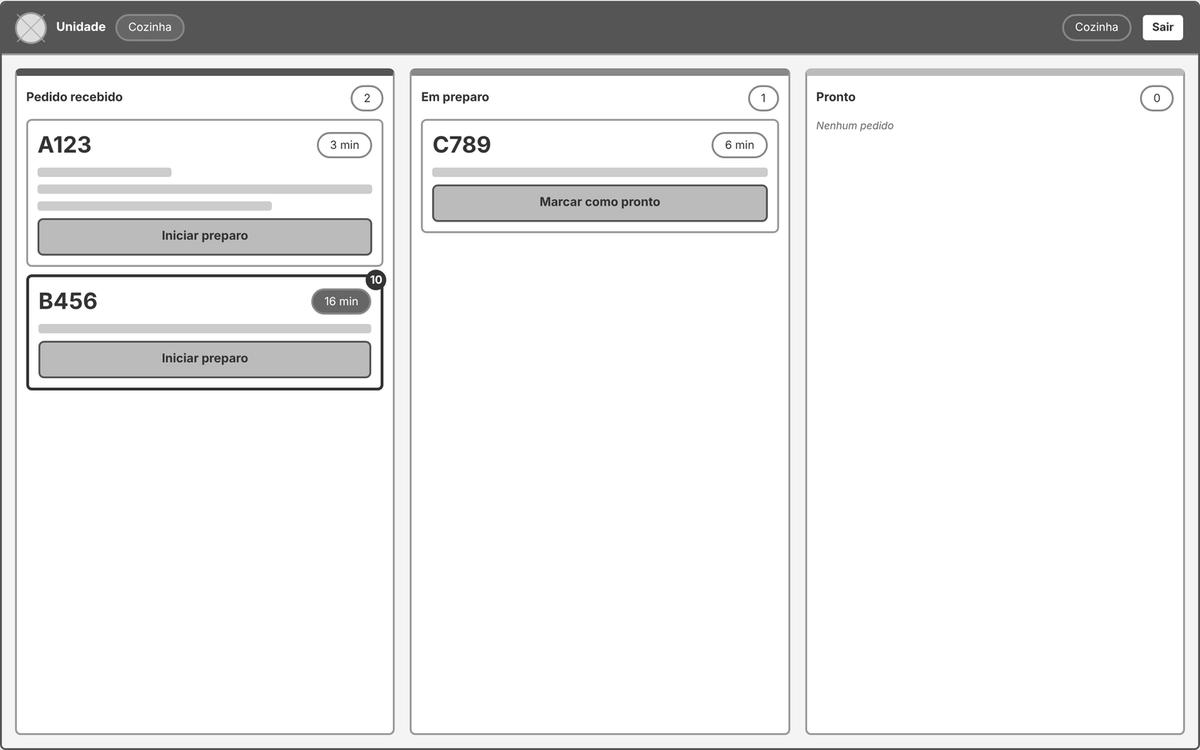 Unidade
Cozinha
Cozinha
Sair
Pedido recebido
2
A123
3 min
Iniciar preparo
10
B456
16 min
Iniciar preparo
Em preparo
1
C789
6 min
Marcar como pronto
Pronto
0
Nenhum pedido